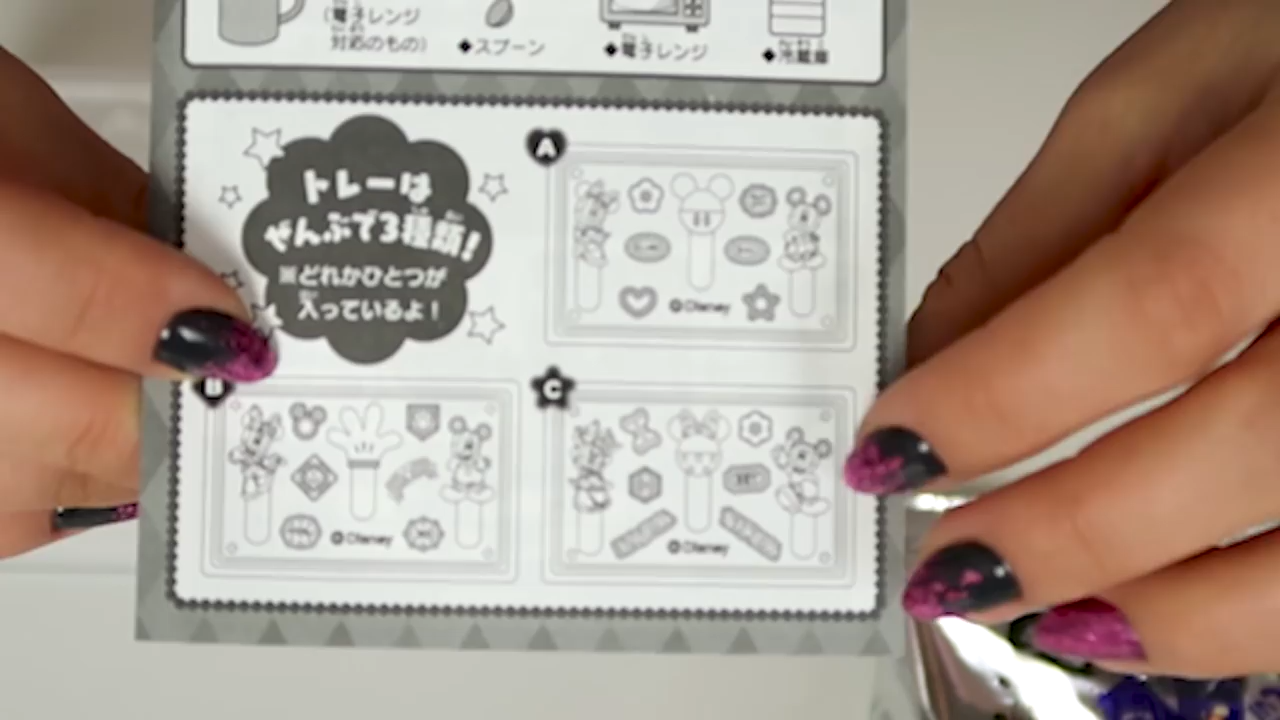 (電子レンジ
対応のもの)
◆スプーン
◆電子レンジ
◆冷蔵庫
トレーは
ぜんぶで3種類!
※どれかひとつが
入っているよ!
A
©Disney
B
©Disney
C
©Disney